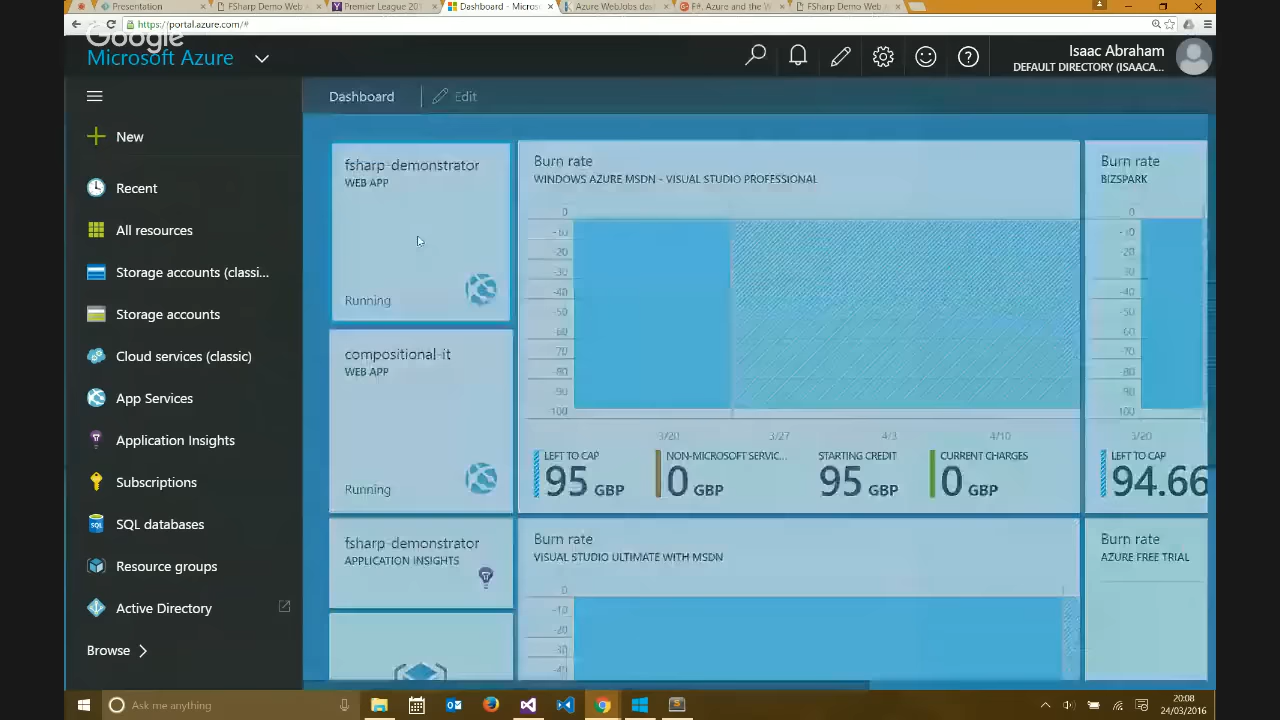 Presentation
FSharp Demo Web
Premier League 201
Dashboard - Micros
Azure WebJobs das
F#, Azure and the W
FSharp Demo Web
https://portal.azure.com/#
Google
Microsoft Azure
Isaac Abraham
DEFAULT DIRECTORY (ISAACA...
Dashboard
Edit
New
Recent
All resources
Storage accounts (classi...
Storage accounts
Cloud services (classic)
App Services
Application Insights
Subscriptions
SQL databases
Resource groups
Active Directory
Browse
fsharp-demonstrator
WEB APP
Running
compositional-it
WEB APP
Running
fsharp-demonstrator
APPLICATION INSIGHTS
Burn rate
WINDOWS AZURE MSDN - VISUAL STUDIO PROFESSIONAL
0
-10
-20
-30
-40
-50
-60
-70
-80
-90
-100
3/20 3/27 4/3 4/10
LEFT TO CAP
95 GBP
NON-MICROSOFT SERVIC...
0 GBP
STARTING CREDIT
95 GBP
CURRENT CHARGES
0 GBP
Burn rate
BIZSPARK
0
-10
-20
-30
-40
-50
-60
-70
-80
-90
-100
3/20
LEFT TO CAP
94.66
Burn rate
VISUAL STUDIO ULTIMATE WITH MSDN
0
-10
-20
-30
-40
Burn rate
AZURE FREE TRIAL
Ask me anything
20:08
24/03/2016